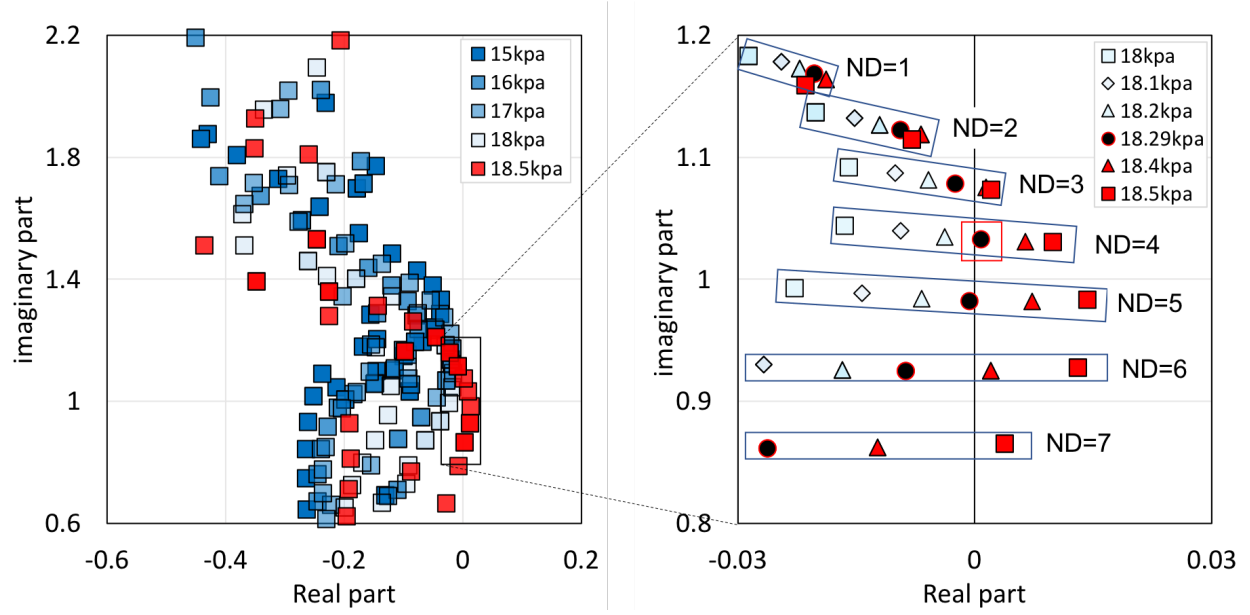 2.2
1.8
1.4
1
0.6
imaginary part
-0.6
-0.4
-0.2
0
0.2
Real part
15kpa
16kpa
17kpa
18kpa
18.5kpa
1.2
1.1
1
0.9
0.8
imaginary part
-0.03
0
0.03
Real part
18kpa
18.1kpa
18.2kpa
18.29kpa
18.4kpa
18.5kpa
ND=1
ND=2
ND=3
ND=4
ND=5
ND=6
ND=7